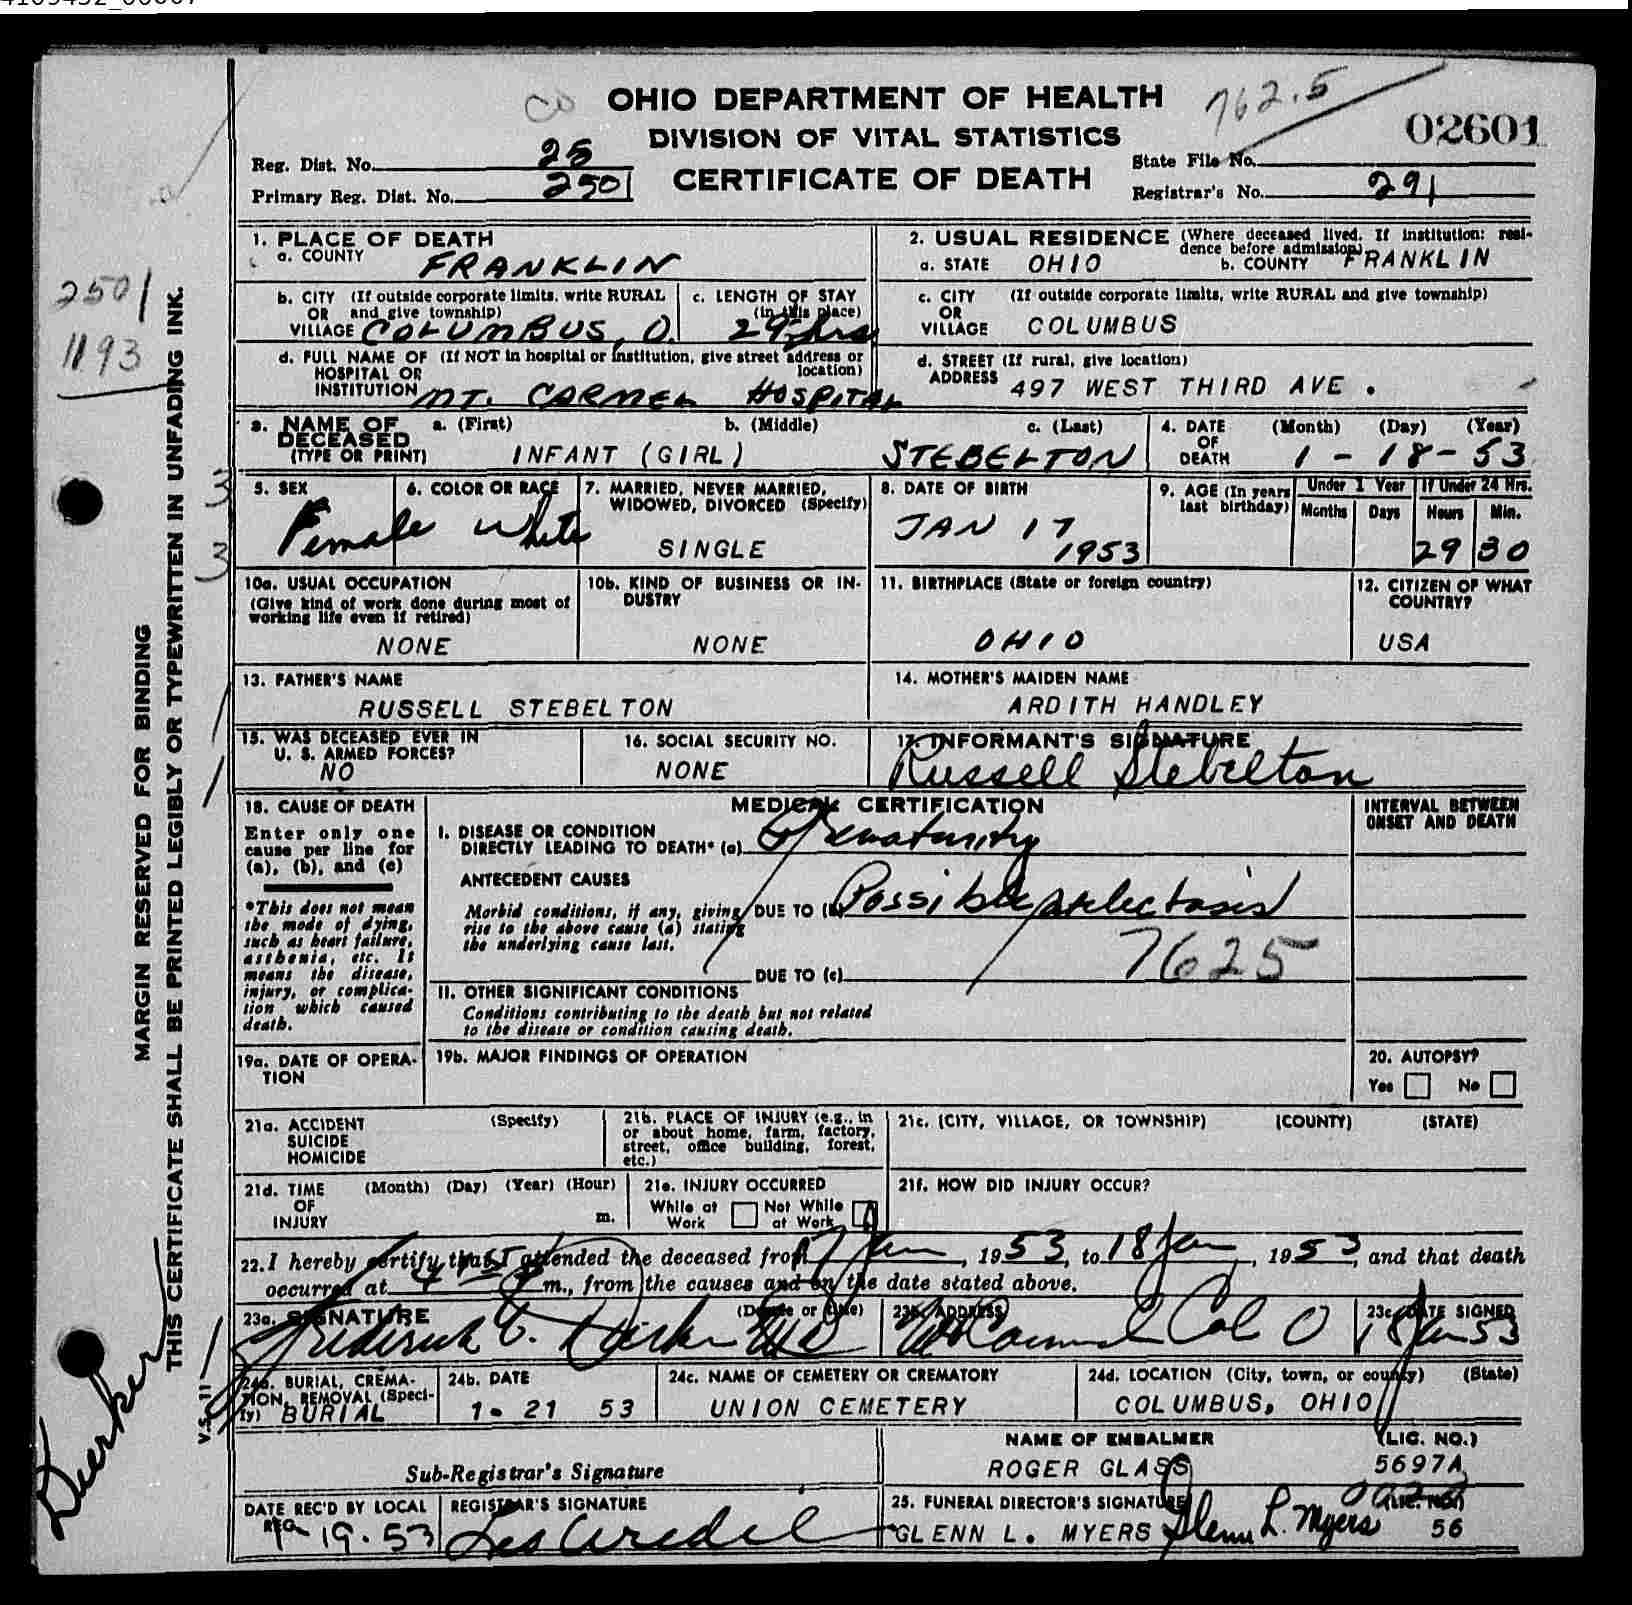 762.5
OHIO DEPARTMENT OF HEALTH
DIVISION OF VITAL STATISTICS
CERTIFICATE OF DEATH
02601
Reg. Dist. No. 25
Primary Reg. Dist. No. 2501
State File No.
Registrar's No. 291
2501
1193
MARGIN RESERVED FOR BINDING
THIS CERTIFICATE SHALL BE PRINTED LEGIBLY OR TYPEWRITTEN IN UNFADING INK.
1. PLACE OF DEATH
a. COUNTY FRANKLIN
2. USUAL RESIDENCE (Where deceased lived. If institution: residence before admission)
a. STATE OHIO b. COUNTY FRANKLIN
b. CITY (If outside corporate limits, write RURAL
OR and give township)
VILLAGE COLUMBUS, O.
c. LENGTH OF STAY
(in this place)
c. CITY (If outside corporate limits, write RURAL and give township)
OR
VILLAGE COLUMBUS
d. FULL NAME OF (If NOT in hospital or institution, give street address or
HOSPITAL OR location)
INSTITUTION MT. CARMEL HOSPITAL
d. STREET (If rural, give location)
ADDRESS 497 WEST THIRD AVE .
3. NAME OF a. (First) b. (Middle) c. (Last)
DECEASED
(TYPE OR PRINT) INFANT (GIRL) STEBELTON
4. DATE (Month) (Day) (Year)
OF
DEATH 1 - 18 - 53
5. SEX
Female
6. COLOR OR RACE
White
7. MARRIED, NEVER MARRIED,
WIDOWED, DIVORCED (Specify)
SINGLE
8. DATE OF BIRTH
JAN 17
1953
9. AGE (In years
last birthday)
Under 1 Year If Under 24 Hrs.
Months Days Hours Min.
29 30
10a. USUAL OCCUPATION
(Give kind of work done during most of
working life even if retired)
NONE
10b. KIND OF BUSINESS OR IN-
DUSTRY
NONE
11. BIRTHPLACE (State or foreign country)
OHIO
12. CITIZEN OF WHAT
COUNTRY?
USA
13. FATHER'S NAME
RUSSELL STEBELTON
14. MOTHER'S MAIDEN NAME
ARDITH HANDLEY
15. WAS DECEASED EVER IN
U. S. ARMED FORCES?
NO
16. SOCIAL SECURITY NO.
NONE
17. INFORMANT'S SIGNATURE
Russell Stebelton
18. CAUSE OF DEATH
Enter only one
cause per line for
(a), (b), and (c)
*This does not mean
the mode of dying,
such as heart failure,
asthenia, etc. It
means the disease,
injury, or complica-
tion which caused
death.
MEDICAL CERTIFICATION
INTERVAL BETWEEN
ONSET AND DEATH
I. DISEASE OR CONDITION
DIRECTLY LEADING TO DEATH* (a) Prematurity
ANTECEDENT CAUSES
Morbid conditions, if any, giving DUE TO (b) Possible atelectasis
rise to the above cause (a) stating
the underlying cause last.
7625
DUE TO (c)
II. OTHER SIGNIFICANT CONDITIONS
Conditions contributing to the death but not related
to the disease or condition causing death.
19a. DATE OF OPERA-
TION
19b. MAJOR FINDINGS OF OPERATION
20. AUTOPSY?
Yes No
21a. ACCIDENT (Specify)
SUICIDE
HOMICIDE
21b. PLACE OF INJURY (e.g., in
or about home, farm, factory,
street, office building, forest,
etc.)
21c. (CITY, VILLAGE, OR TOWNSHIP) (COUNTY) (STATE)
21d. TIME (Month) (Day) (Year) (Hour)
OF
INJURY m.
21e. INJURY OCCURRED
While at Not While
Work at Work
21f. HOW DID INJURY OCCUR?
22. I hereby certify that I attended the deceased from 17 Jan, 1953, to 18 Jan, 1953, and that death
occurred at m., from the causes and on the date stated above.
23a. SIGNATURE (Degree or title)
Frederick MD
23b. ADDRESS
Mt Carmel Col O
23c. DATE SIGNED
18 Jan 53
24a. BURIAL, CREMA-
TION, REMOVAL (Speci-
fy) BURIAL
24b. DATE
1 - 21 53
24c. NAME OF CEMETERY OR CREMATORY
UNION CEMETERY
24d. LOCATION (City, town, or county) (State)
COLUMBUS, OHIO
V.S. 11
Sub-Registrar's Signature
NAME OF EMBALMER (LIC. NO.)
ROGER GLASS 5697A
DATE REC'D BY LOCAL
REG.
1-19-53
REGISTRAR'S SIGNATURE
25. FUNERAL DIRECTOR'S SIGNATURE (LIC. NO.)
GLENN L. MYERS Glenn L. Myers 56